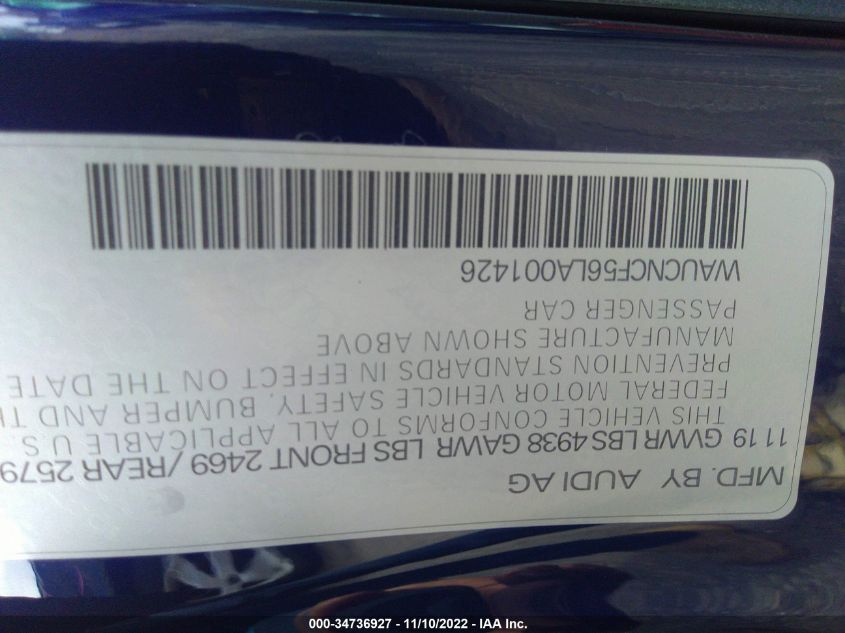 MFD. BY AUDI AG
11 19 GVWR LBS 4938 GAWR LBS FRONT 2469 / REAR 2579
THIS VEHICLE CONFORMS TO ALL APPLICABLE U S.
FEDERAL MOTOR VEHICLE SAFETY, BUMPER AND
PREVENTION STANDARDS IN EFFECT ON THE DATE
MANUFACTURE SHOWN ABOVE
PASSENGER CAR
WAUCNCF56LA001426
000-34736927 - 11/10/2022 - IAA Inc.